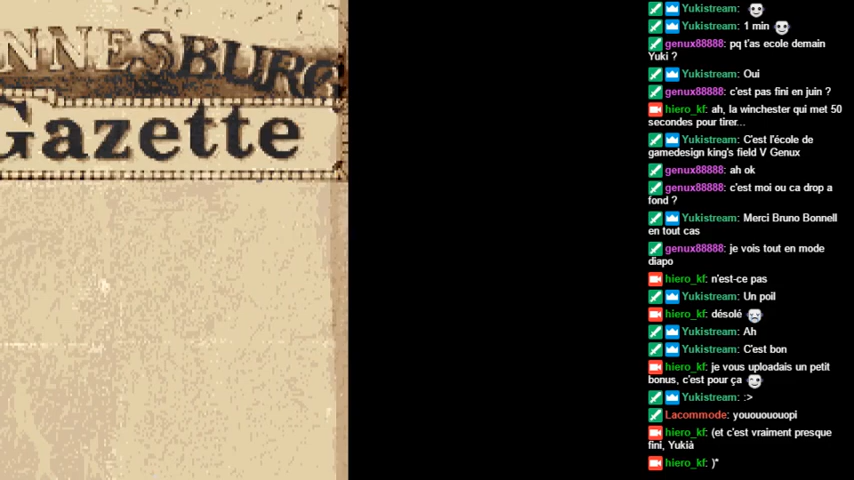 NNESBURG
Gazette
Yukistream:
Yukistream: 1 min
genux88888: pq t'as ecole demain
Yuki ?
Yukistream: Oui
genux88888: c'est pas fini en juin ?
hiero_kf: ah, la winchester qui met 50
secondes pour tirer...
Yukistream: C'est l'école de
gamedesign king's field V Genux
genux88888: ah ok
genux88888: c'est moi ou ca drop a
fond ?
Yukistream: Merci Bruno Bonnell
en tout cas
genux88888: je vois tout en mode
diapo
hiero_kf: n'est-ce pas
Yukistream: Un poil
hiero_kf: désolé
Yukistream: Ah
Yukistream: C'est bon
hiero_kf: je vous uploadais un petit
bonus, c'est pour ça
Yukistream: :>
Lacommode: youououououpi
hiero_kf: (et c'est vraiment presque
fini, Yukià
hiero_kf: )*